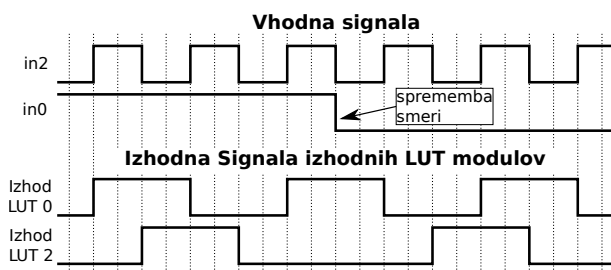 Vhodna signala
in2
in0
sprememba
smeri
Izhodna Signala izhodnih LUT modulov
Izhod
LUT 0
Izhod
LUT 2